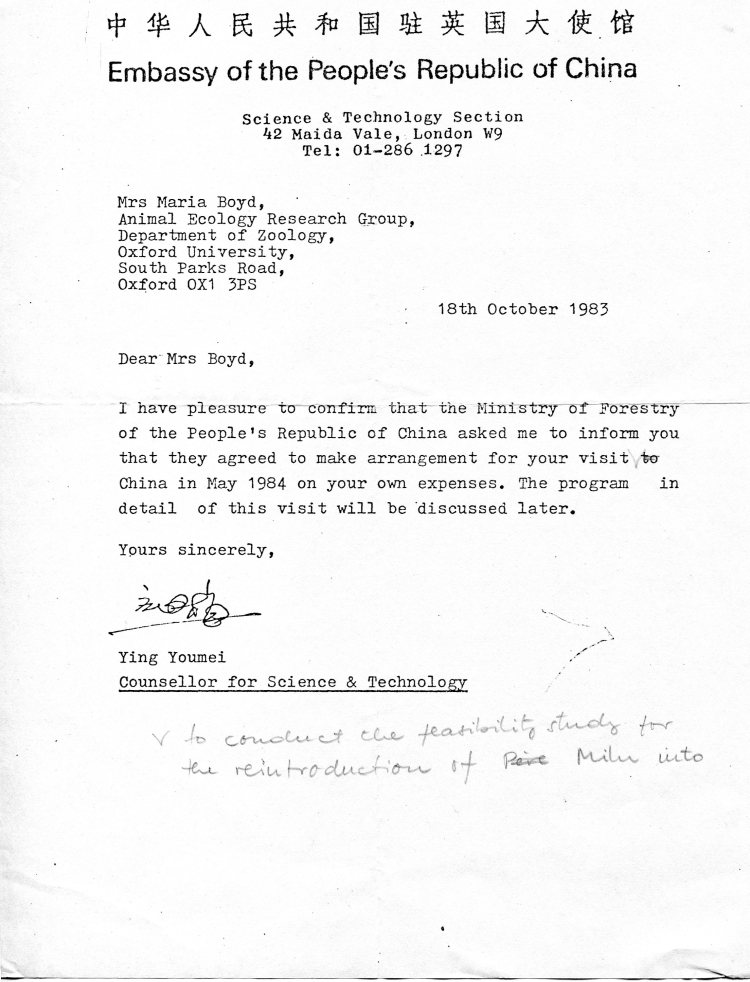 中华人民共和国驻英国大使馆
Embassy of the People's Republic of China
Science & Technology Section
42 Maida Vale, London W9
Tel: 01-286 1297
Mrs Maria Boyd,
Animal Ecology Research Group,
Department of Zoology,
Oxford University,
South Parks Road,
Oxford OX1 3PS
18th October 1983
Dear Mrs Boyd,
I have pleasure to confirm that the Ministry of Forestry
of the People's Republic of China asked me to inform you
that they agreed to make arrangement for your visit √ to
China in May 1984 on your own expenses. The program in
detail of this visit will be discussed later.
Yours sincerely,
Ying Youmei
Counsellor for Science & Technology
√ to conduct the feasibility study for
the reintroduction of Milu into